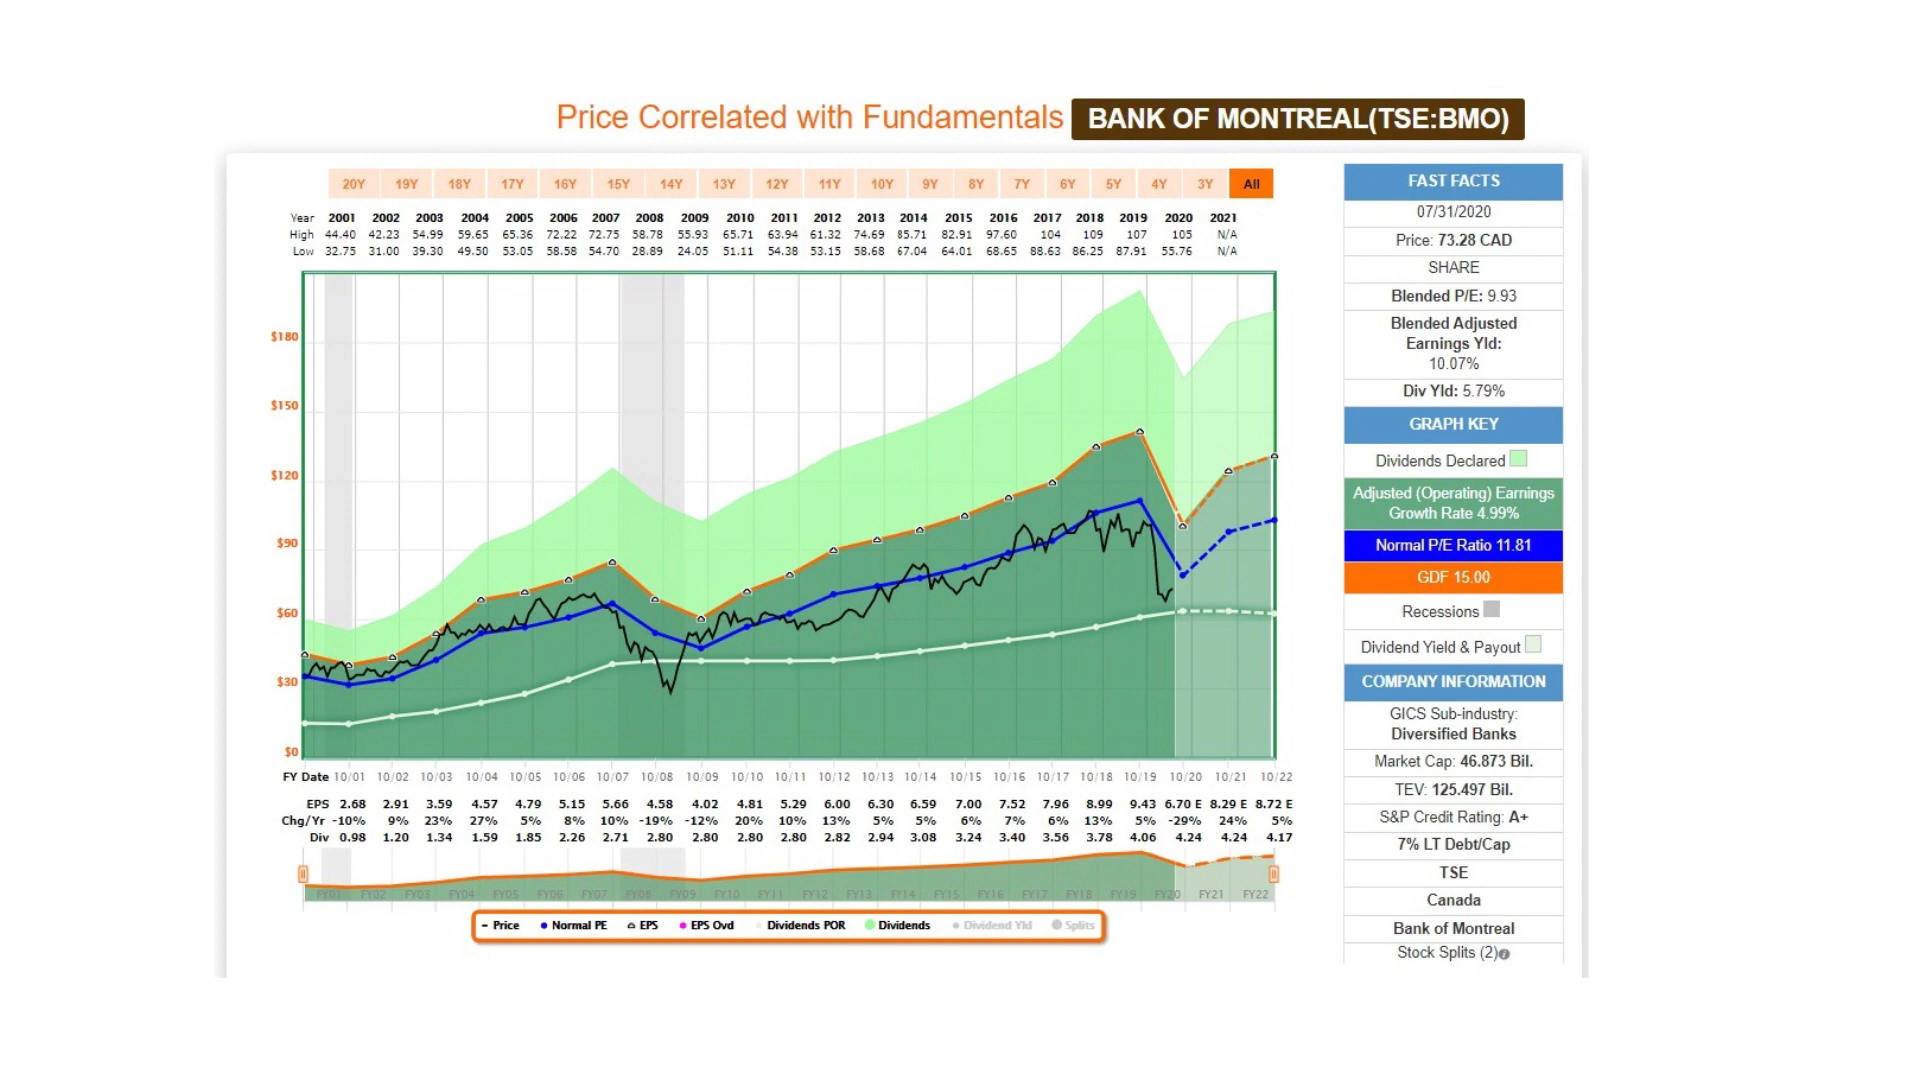 Price Correlated with Fundamentals BANK OF MONTREAL(TSE:BMO)
20Y 19Y 18Y 17Y 16Y 15Y 14Y 13Y 12Y 11Y 10Y 9Y 8Y 7Y 6Y 5Y 4Y 3Y All
Year 2001 2002 2003 2004 2005 2006 2007 2008 2009 2010 2011 2012 2013 2014 2015 2016 2017 2018 2019 2020 2021
High 44.40 42.23 54.99 59.65 65.36 72.22 72.75 58.78 55.93 65.71 63.94 61.32 74.69 85.71 82.91 97.60 104 109 107 105 N/A
Low 32.75 31.00 39.30 49.50 53.05 58.58 54.70 28.89 24.05 51.11 54.38 53.15 58.68 67.04 64.01 68.65 88.63 86.25 87.91 55.76 N/A
$180
$150
$120
$90
$60
$30
$0
FY Date 10/01 10/02 10/03 10/04 10/05 10/06 10/07 10/08 10/09 10/10 10/11 10/12 10/13 10/14 10/15 10/16 10/17 10/18 10/19 10/20 10/21 10/22
EPS 2.68 2.91 3.59 4.57 4.79 5.15 5.66 4.58 4.02 4.81 5.29 6.00 6.30 6.59 7.00 7.52 7.96 8.99 9.43 6.70 E 8.29 E 8.72 E
Chg/Yr -10% 9% 23% 27% 5% 8% 10% -19% -12% 20% 10% 13% 5% 5% 6% 7% 6% 13% 5% -29% 24% 5%
Div 0.98 1.20 1.34 1.59 1.85 2.26 2.71 2.80 2.80 2.80 2.80 2.82 2.94 3.08 3.24 3.40 3.56 3.78 4.06 4.24 4.24 4.17
FY01 FY02 FY03 FY04 FY05 FY06 FY07 FY08 FY09 FY10 FY11 FY12 FY13 FY14 FY15 FY16 FY17 FY18 FY19 FY20 FY21 FY22
Price Normal PE EPS EPS Ovd Dividends POR Dividends Dividend Yld Splits
FAST FACTS
07/31/2020
Price: 73.28 CAD
SHARE
Blended P/E: 9.93
Blended Adjusted
Earnings Yld:
10.07%
Div Yld: 5.79%
GRAPH KEY
Dividends Declared
Adjusted (Operating) Earnings
Growth Rate 4.99%
Normal P/E Ratio 11.81
GDF 15.00
Recessions
Dividend Yield & Payout
COMPANY INFORMATION
GICS Sub-industry:
Diversified Banks
Market Cap: 46.873 Bil.
TEV: 125.497 Bil.
S&P Credit Rating: A+
7% LT Debt/Cap
TSE
Canada
Bank of Montreal
Stock Splits (2)